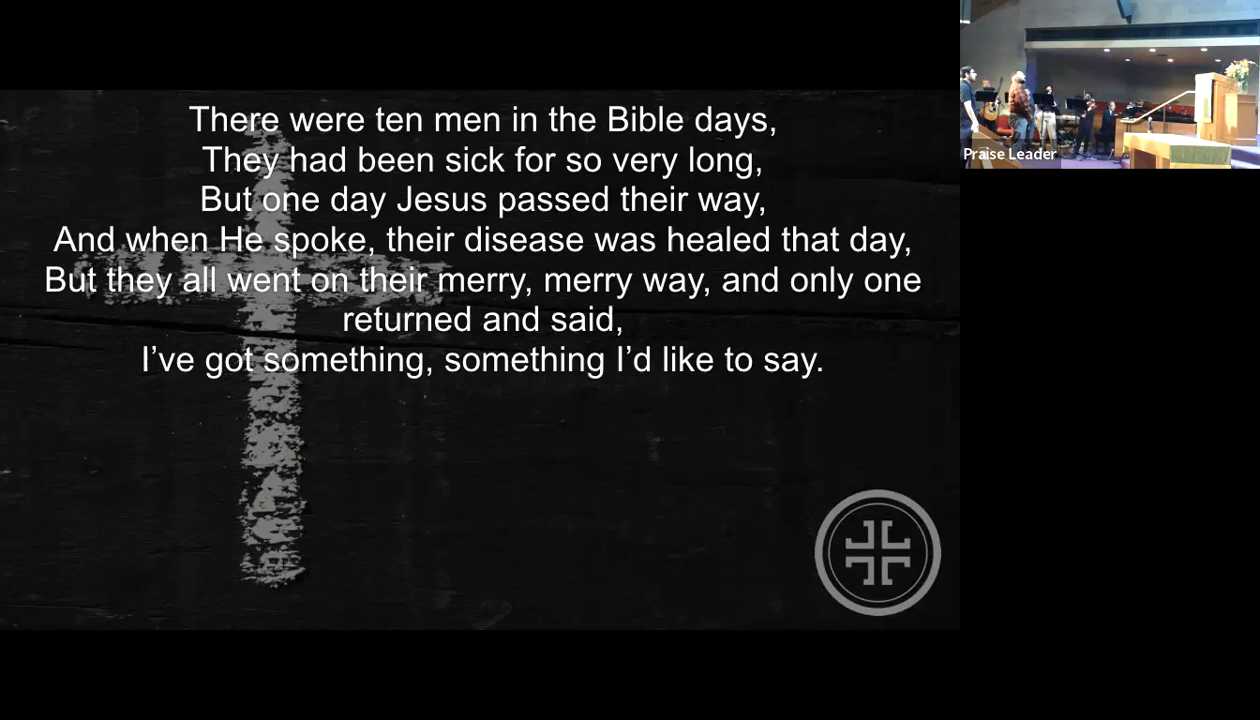 There were ten men in the Bible days,
They had been sick for so very long,
But one day Jesus passed their way,
And when He spoke, their disease was healed that day,
But they all went on their merry, merry way, and only one
returned and said,
I’ve got something, something I’d like to say.
Praise Leader